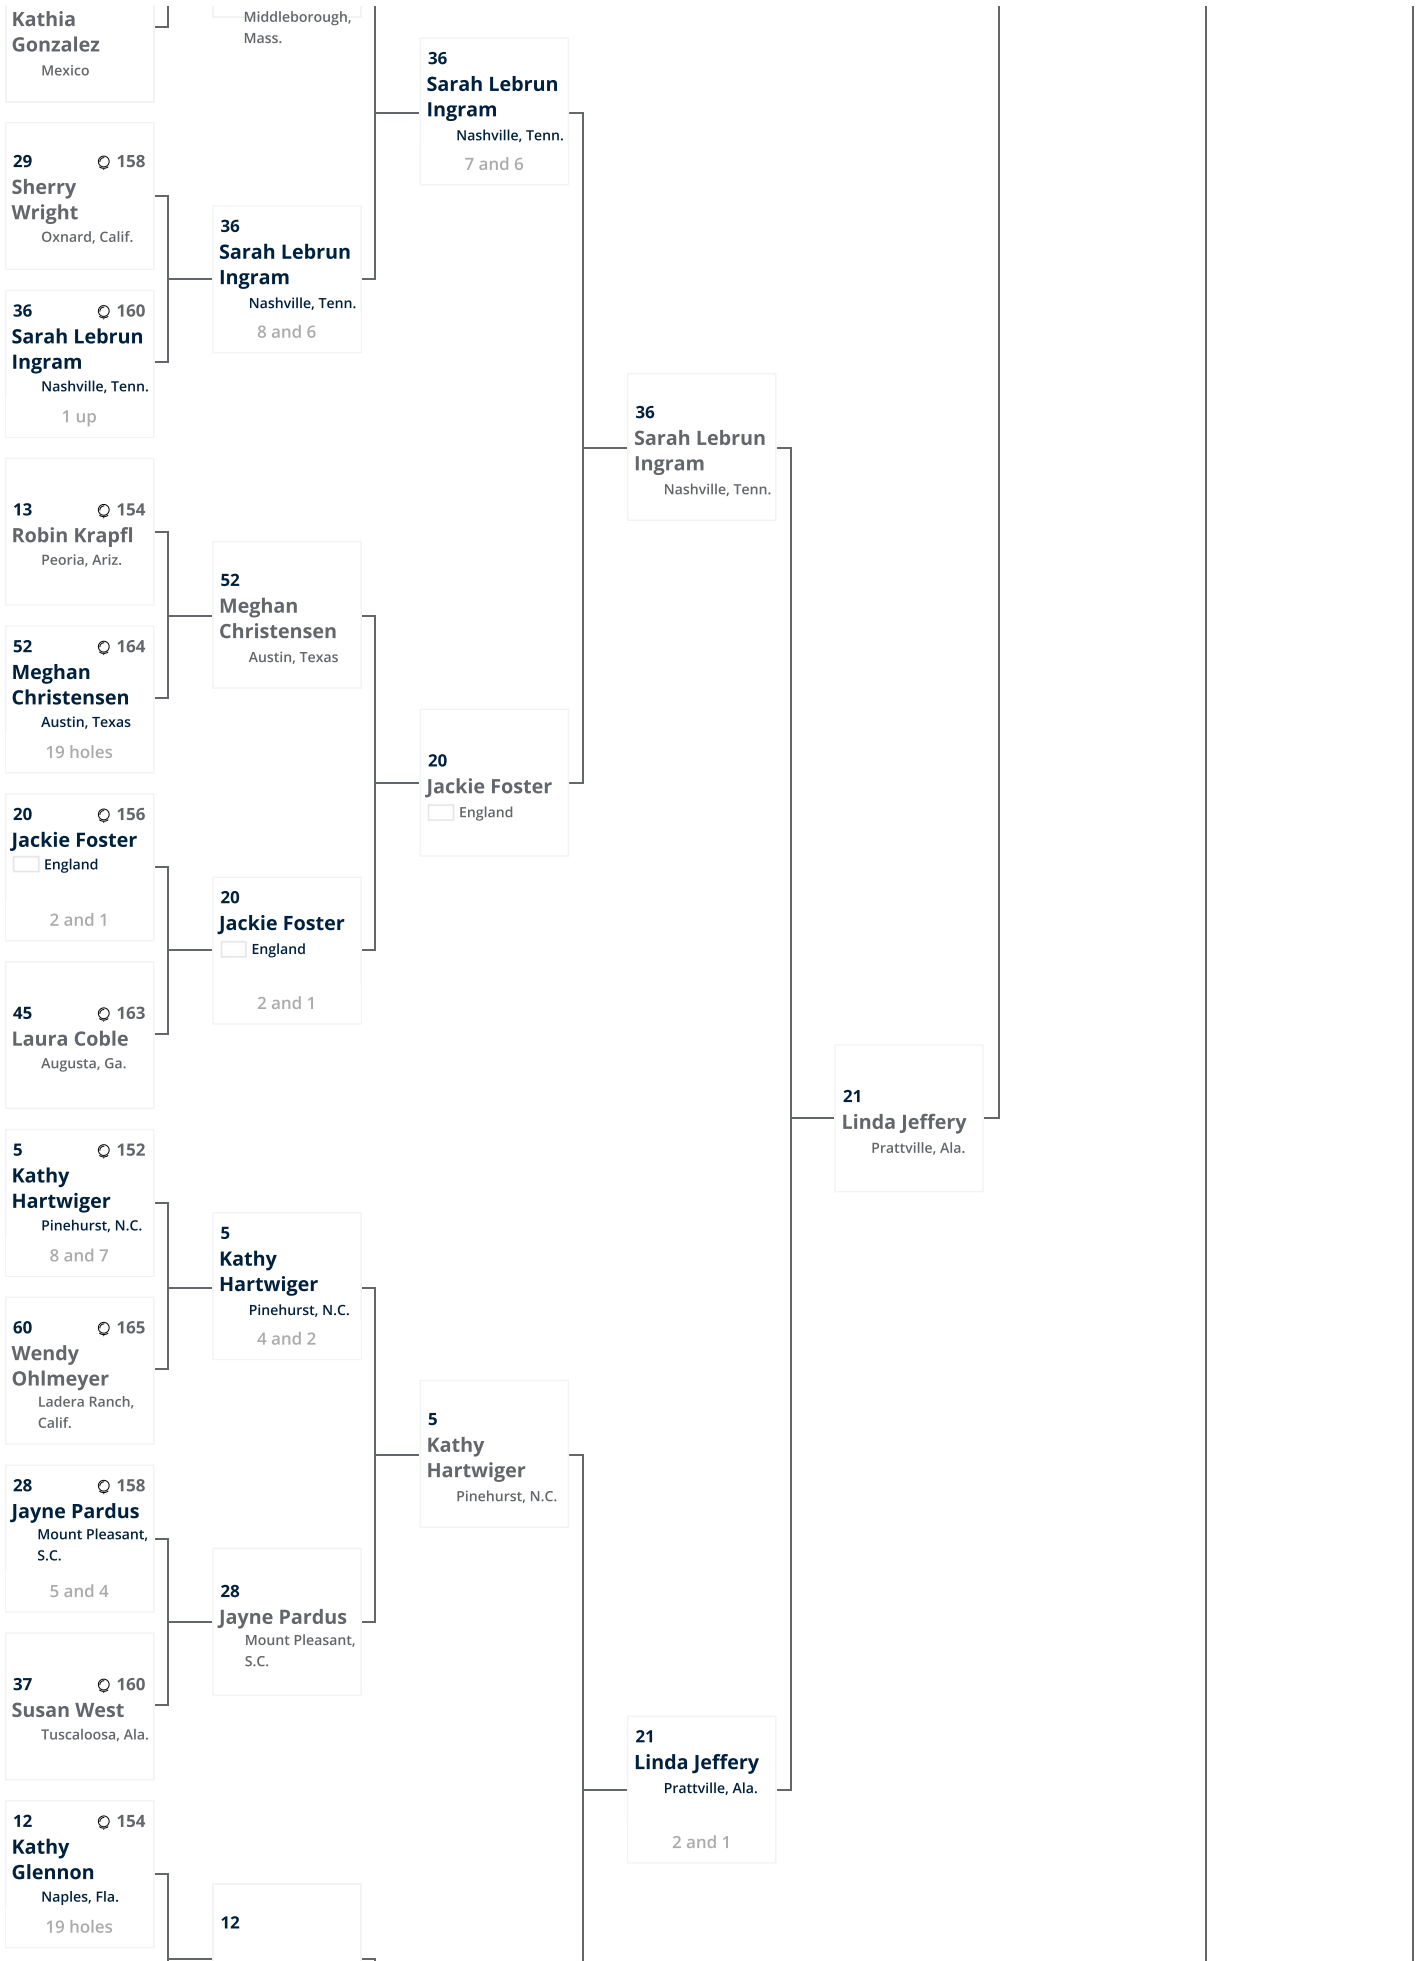 Kathia
Gonzalez
Mexico
29 158
Sherry
Wright
Oxnard, Calif.
36 160
Sarah Lebrun
Ingram
Nashville, Tenn.
1 up
13 154
Robin Krapfl
Peoria, Ariz.
52 164
Meghan
Christensen
Austin, Texas
19 holes
20 156
Jackie Foster
England
2 and 1
45 163
Laura Coble
Augusta, Ga.
5 152
Kathy
Hartwiger
Pinehurst, N.C.
8 and 7
60 165
Wendy
Ohlmeyer
Ladera Ranch,
Calif.
28 158
Jayne Pardus
Mount Pleasant,
S.C.
5 and 4
37 160
Susan West
Tuscaloosa, Ala.
12 154
Kathy
Glennon
Naples, Fla.
19 holes
Middleborough,
Mass.
36
Sarah Lebrun
Ingram
Nashville, Tenn.
8 and 6
52
Meghan
Christensen
Austin, Texas
20
Jackie Foster
England
2 and 1
5
Kathy
Hartwiger
Pinehurst, N.C.
4 and 2
28
Jayne Pardus
Mount Pleasant,
S.C.
12
36
Sarah Lebrun
Ingram
Nashville, Tenn.
7 and 6
20
Jackie Foster
England
5
Kathy
Hartwiger
Pinehurst, N.C.
36
Sarah Lebrun
Ingram
Nashville, Tenn.
21
Linda Jeffery
Prattville, Ala.
2 and 1
21
Linda Jeffery
Prattville, Ala.